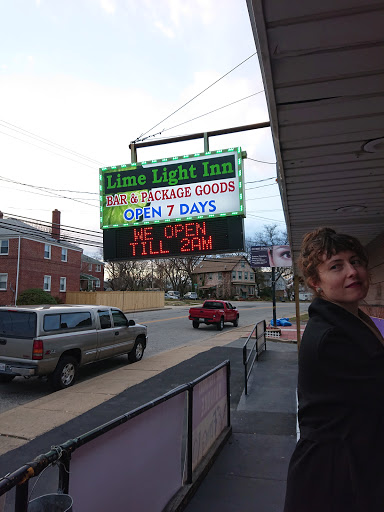 Lime Light Inn
BAR & PACKAGE GOODS
OPEN 7 DAYS
WE OPEN
TILL 2AM